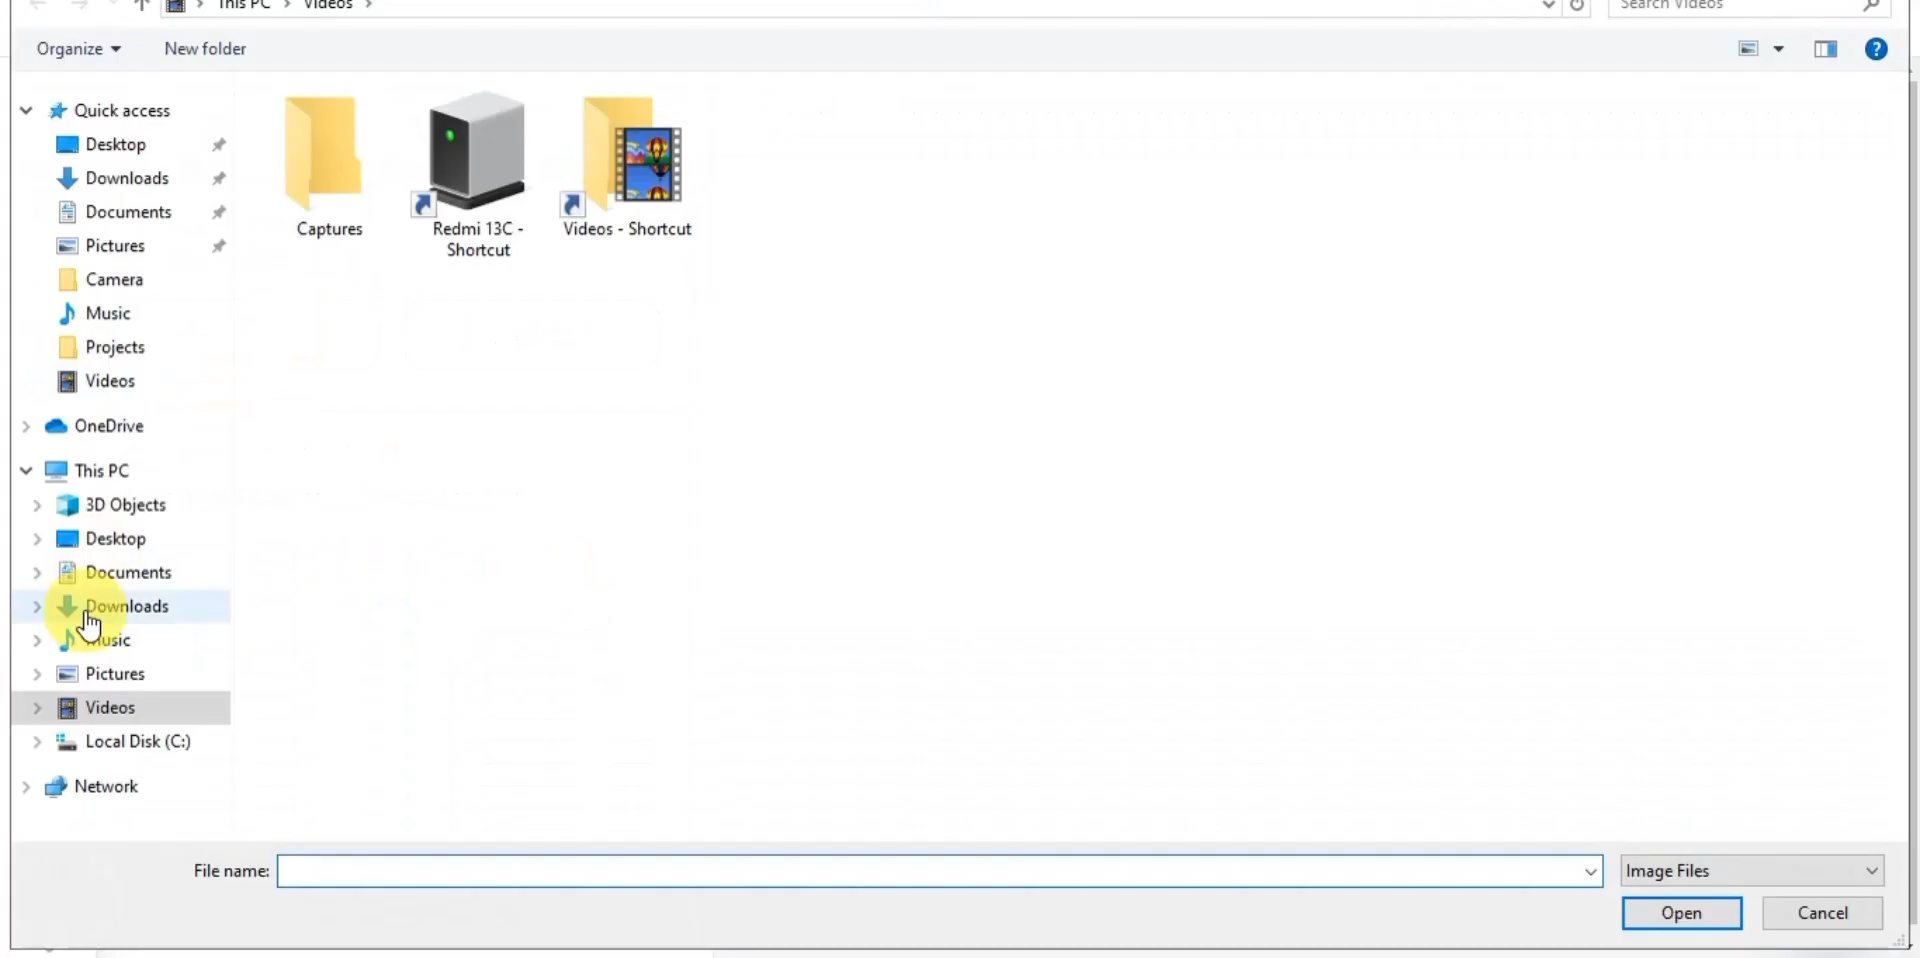 This PC > Videos >
Search Videos
Organize
New folder
Quick access
Desktop
Downloads
Documents
Pictures
Camera
Music
Projects
Videos
OneDrive
This PC
3D Objects
Desktop
Documents
Downloads
Music
Pictures
Videos
Local Disk (C:)
Network
Captures
Redmi 13C -
Shortcut
Videos - Shortcut
File name:
Image Files
Open
Cancel